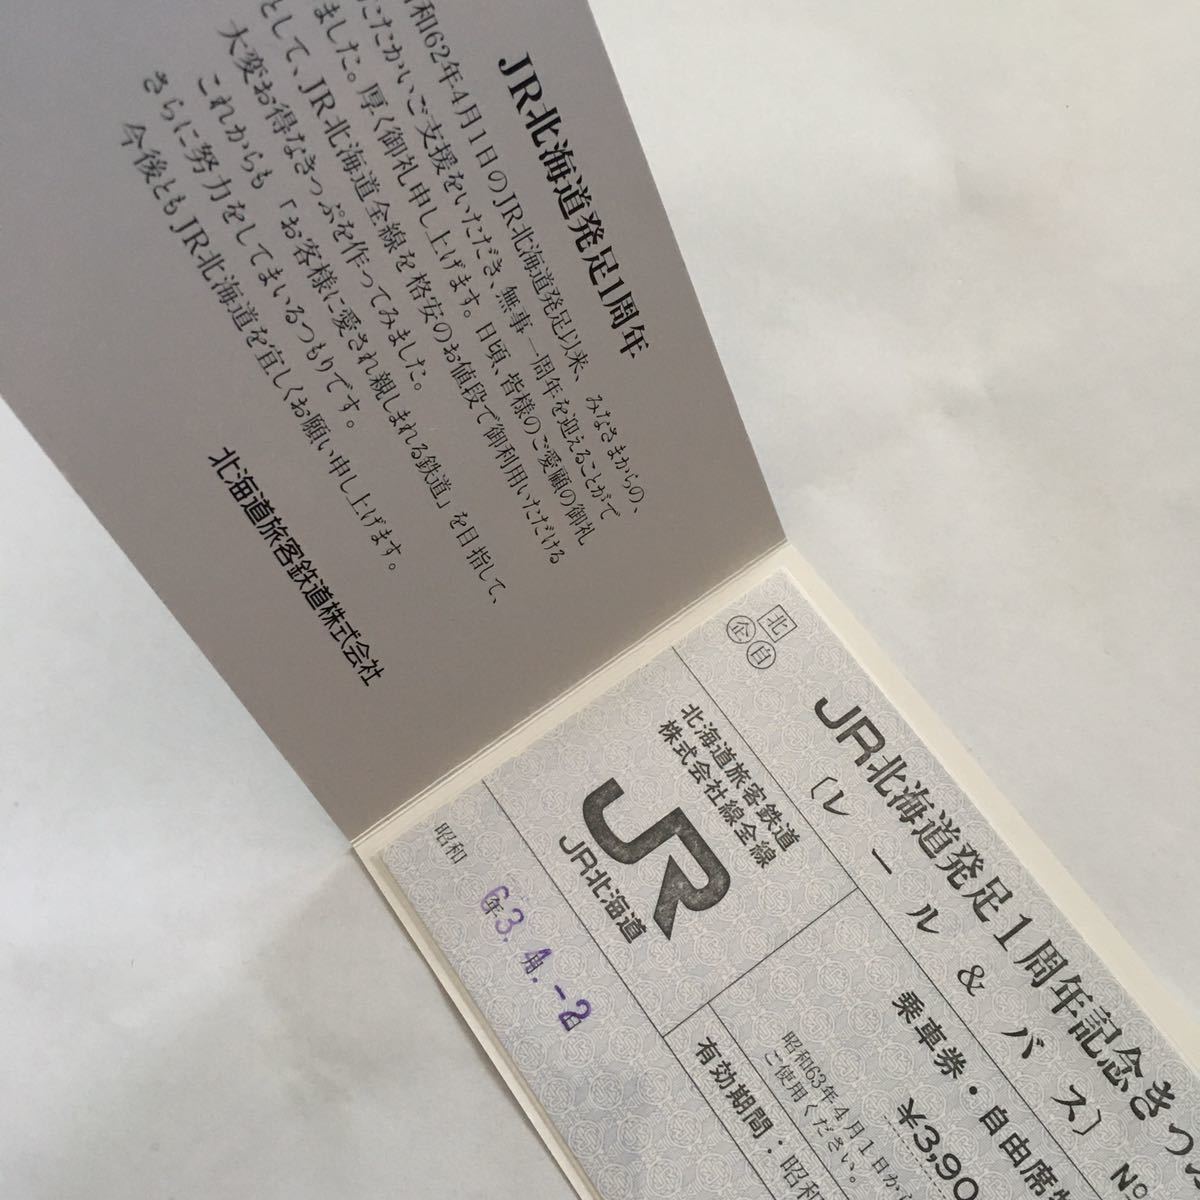 JR北海道発足1周年
和62年4月1日のJR北海道発足以来、みなさまからの、
たたかいご支援をいただき、無事一周年を迎えることがで
ました。厚く御礼申し上げます。日頃、皆様のご愛顧の御礼
として、JR北海道全線を格安のお値段で御利用いただける
大変お得なきっぷを作ってみました。
これからも「お客様に愛され親しまれる鉄道」を目指して、
さらに努力をしてまいるつもりです。
今後ともJR北海道を宜しくお願い申し上げます。
北海道旅客鉄道株式会社
北
企 自
JR北海道発足1周年記念きっ
(レール&バス)
北海道旅客鉄道
株式会社線全線
JR
JR北海道
乗車券・自由席
No
¥3,90
昭和63年4月1日から
ご使用ください。
有効期間・昭和
昭和 63年4月-2日